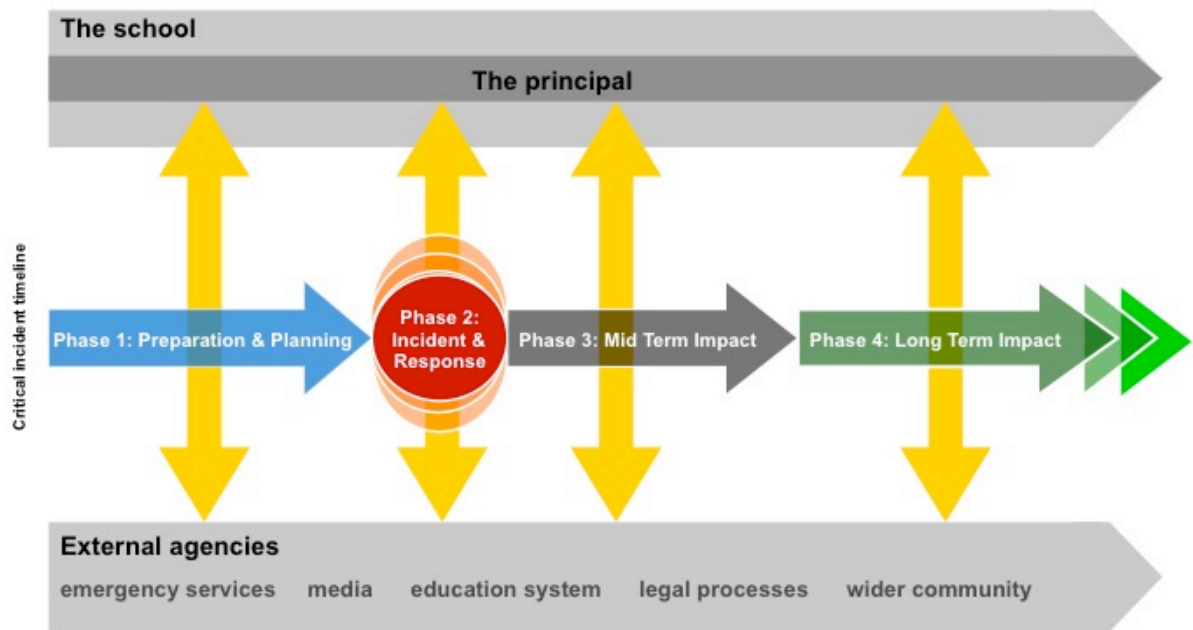 The school
The principal
Critical incident timeline
Phase 1: Preparation & Planning
Phase 2:
Incident &
Response
Phase 3: Mid Term Impact
Phase 4: Long Term Impact
External agencies
emergency services media education system legal processes wider community